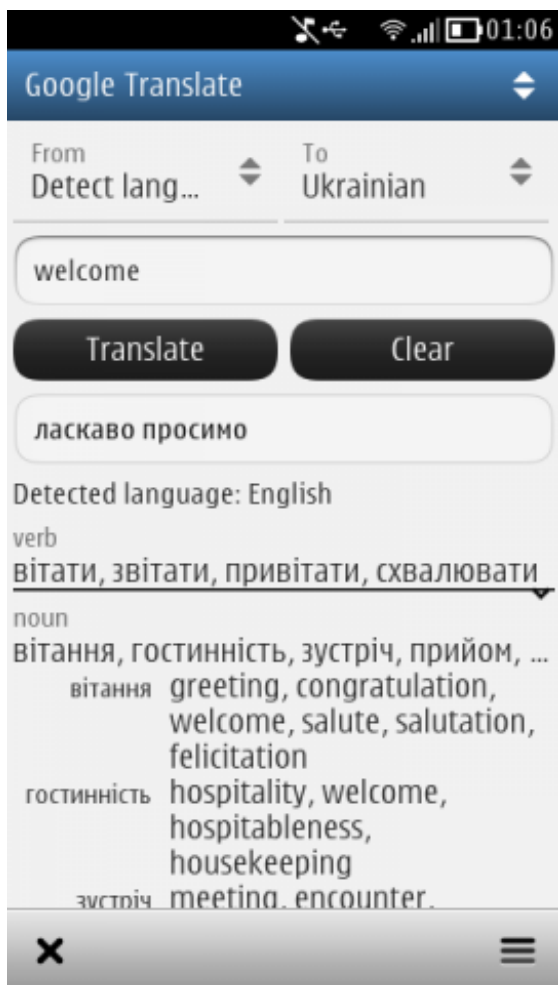 01:06
Google Translate
From To
Detect lang... Ukrainian
welcome
Translate Clear
ласкаво просимо
Detected language: English
verb
вітати, звітати, привітати, схвалювати
noun
вітання, гостинність, зустріч, прийом, ...
вітання greeting, congratulation,
welcome, salute, salutation,
felicitation
гостинність hospitality, welcome,
hospitableness,
housekeeping
зустріч meeting, encounter,